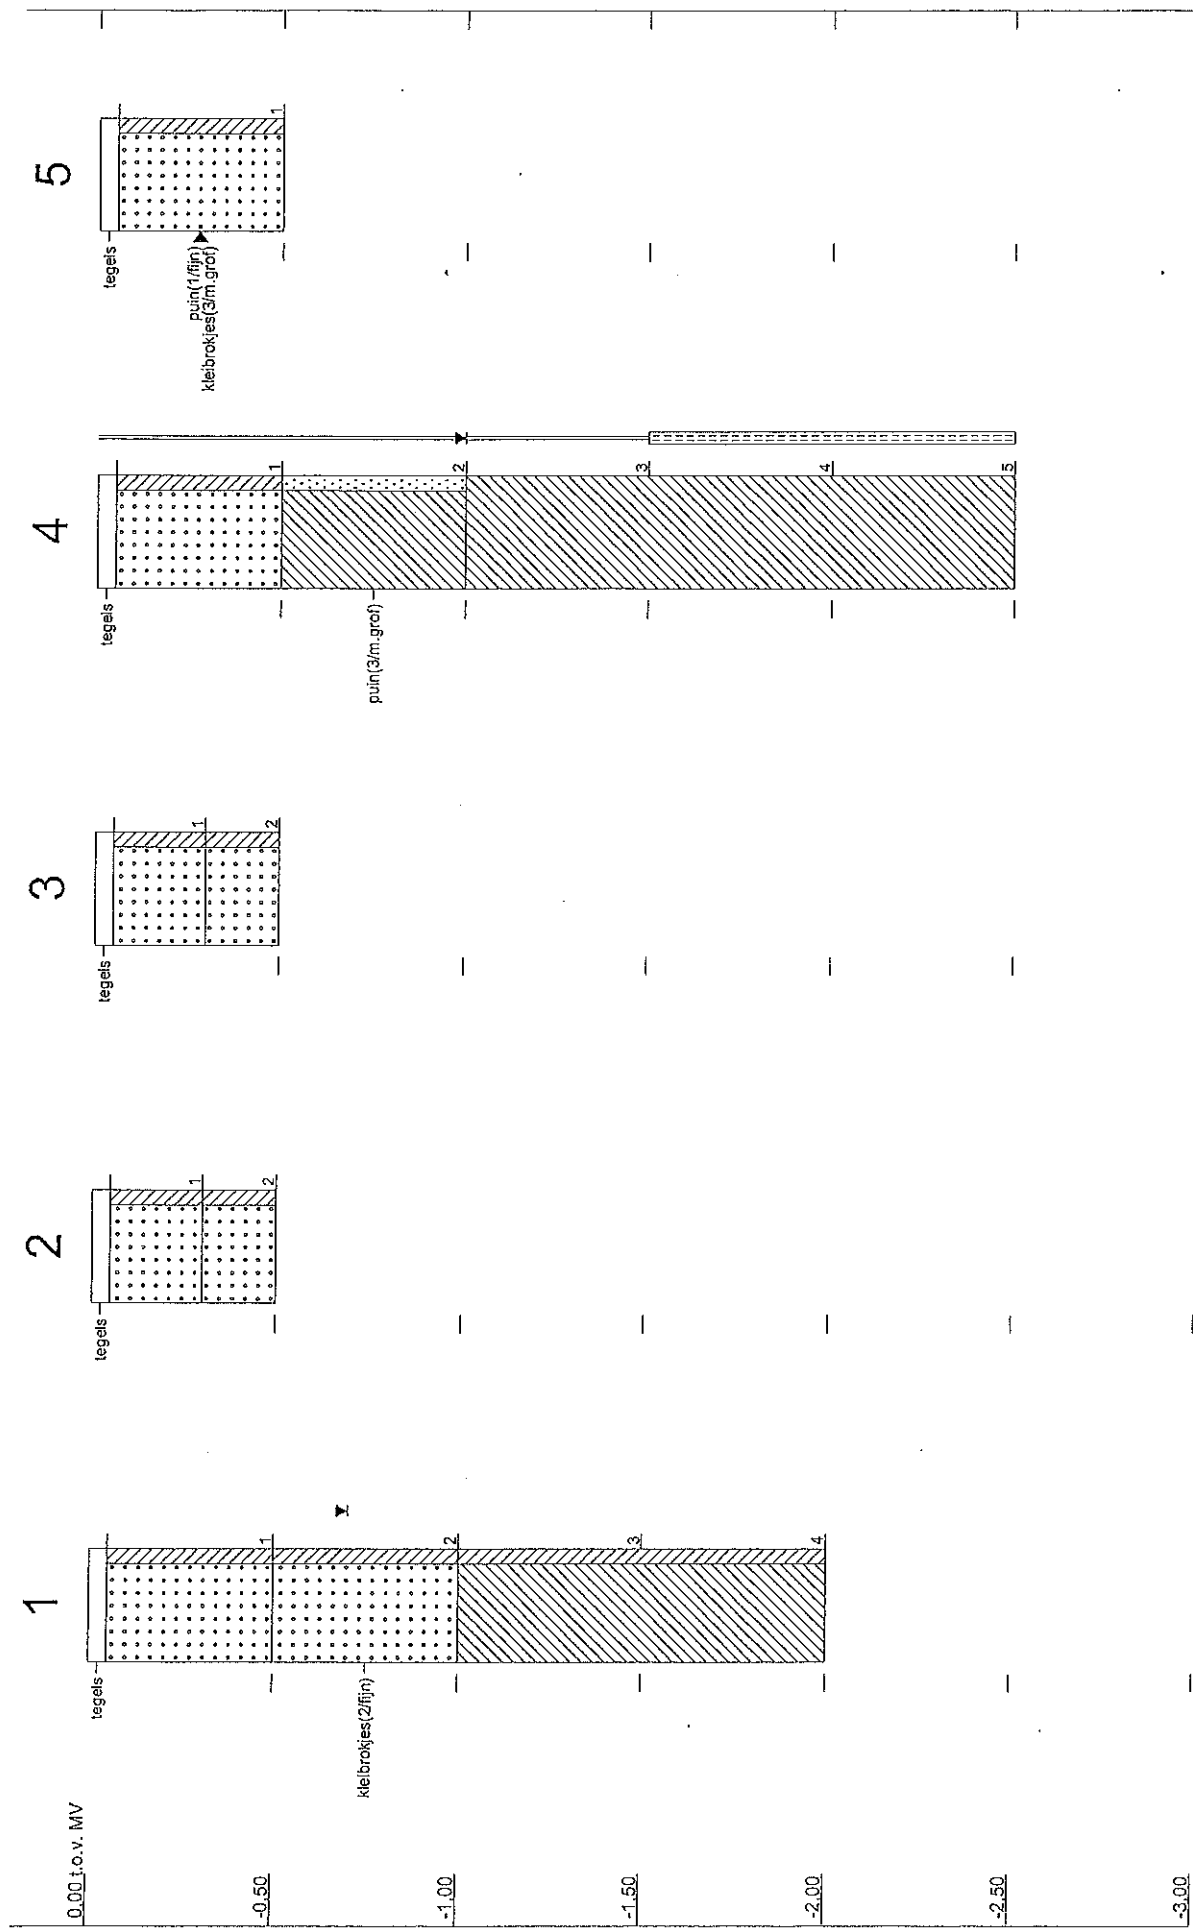 0.00 t.o.v. MV
-0.50
-1.00
-1.50
-2.00
-2.50
-3.00
1
tegels
kleibrokjes(2/fijn)
1
2
3
4
2
tegels
1
2
3
tegels
1
2
4
tegels
puin(3/m.grof)
1
2
3
4
5
5
tegels
puin(1/fijn)
kleibrokjes(3/m.grof)
1